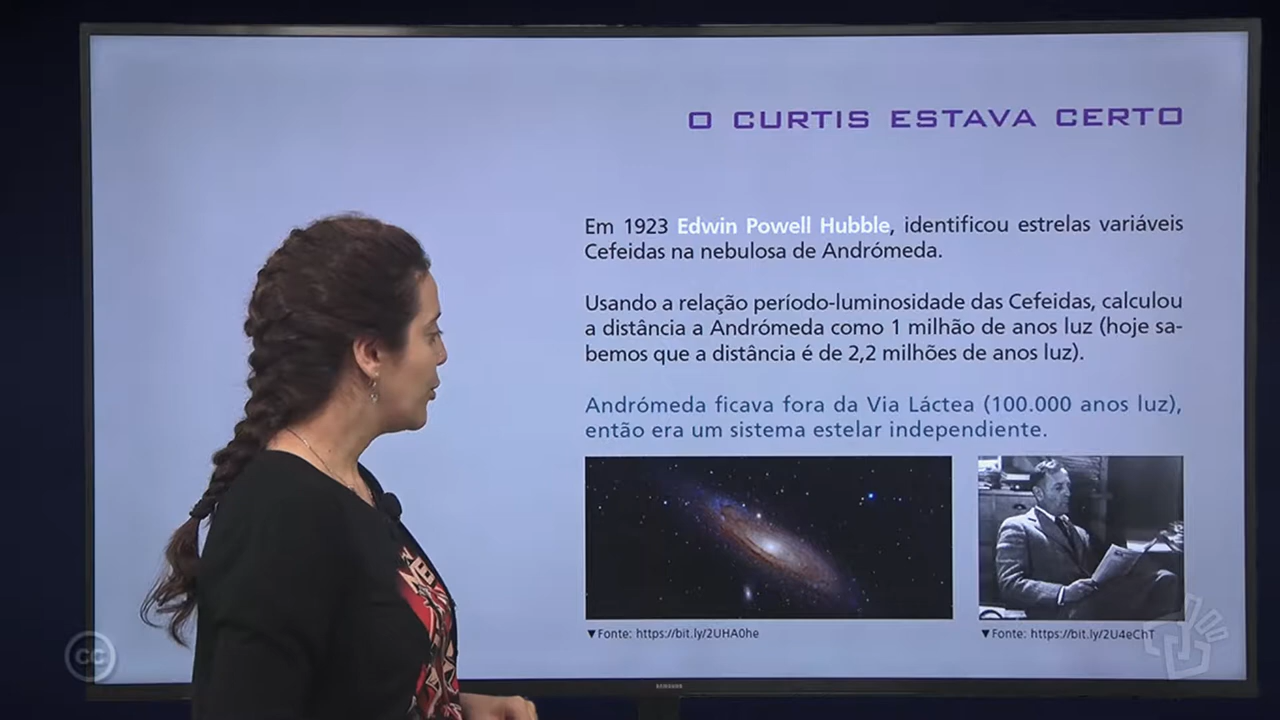 O CURTIS ESTAVA CERTO
Em 1923 Edwin Powell Hubble, identificou estrelas variáveis
Cefeidas na nebulosa de Andrómeda.
Usando a relação período-luminosidade das Cefeidas, calculou
a distância a Andrómeda como 1 milhão de anos luz (hoje sa-
bemos que a distância é de 2,2 milhões de anos luz).
Andrómeda ficava fora da Via Láctea (100.000 anos luz),
então era um sistema estelar independiente.
▼Fonte: https://bit.ly/2UHA0he
▼Fonte: https://bit.ly/2U4eChT
cc
SAMSUNG